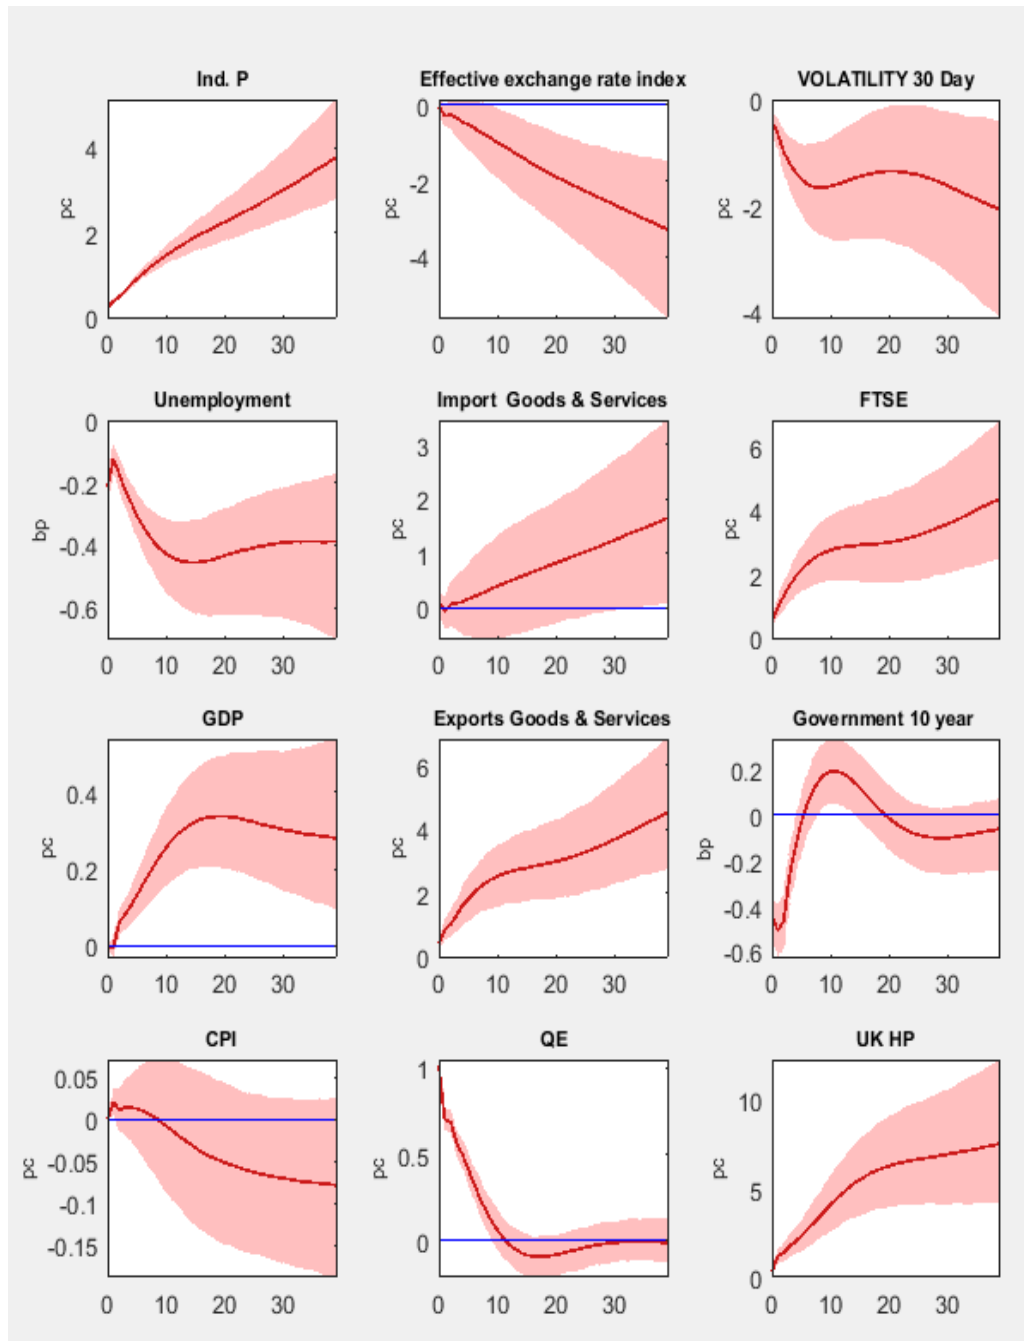 Ind. P
Effective exchange rate index
VOLATILITY 30 Day
pc
4
2
0
0 10 20 30
pc
0
-2
-4
0 10 20 30
pc
0
-2
-4
0 10 20 30
Unemployment
Import Goods & Services
FTSE
bp
0
-0.2
-0.4
-0.6
0 10 20 30
pc
3
2
1
0
0 10 20 30
pc
6
4
2
0
0 10 20 30
GDP
Exports Goods & Services
Government 10 year
pc
0.4
0.2
0
0 10 20 30
pc
6
4
2
0
0 10 20 30
bp
0.2
0
-0.2
-0.4
-0.6
0 10 20 30
CPI
QE
UK HP
pc
0.05
0
-0.05
-0.1
-0.15
0 10 20 30
pc
1
0.5
0
0 10 20 30
pc
10
5
0
0 10 20 30